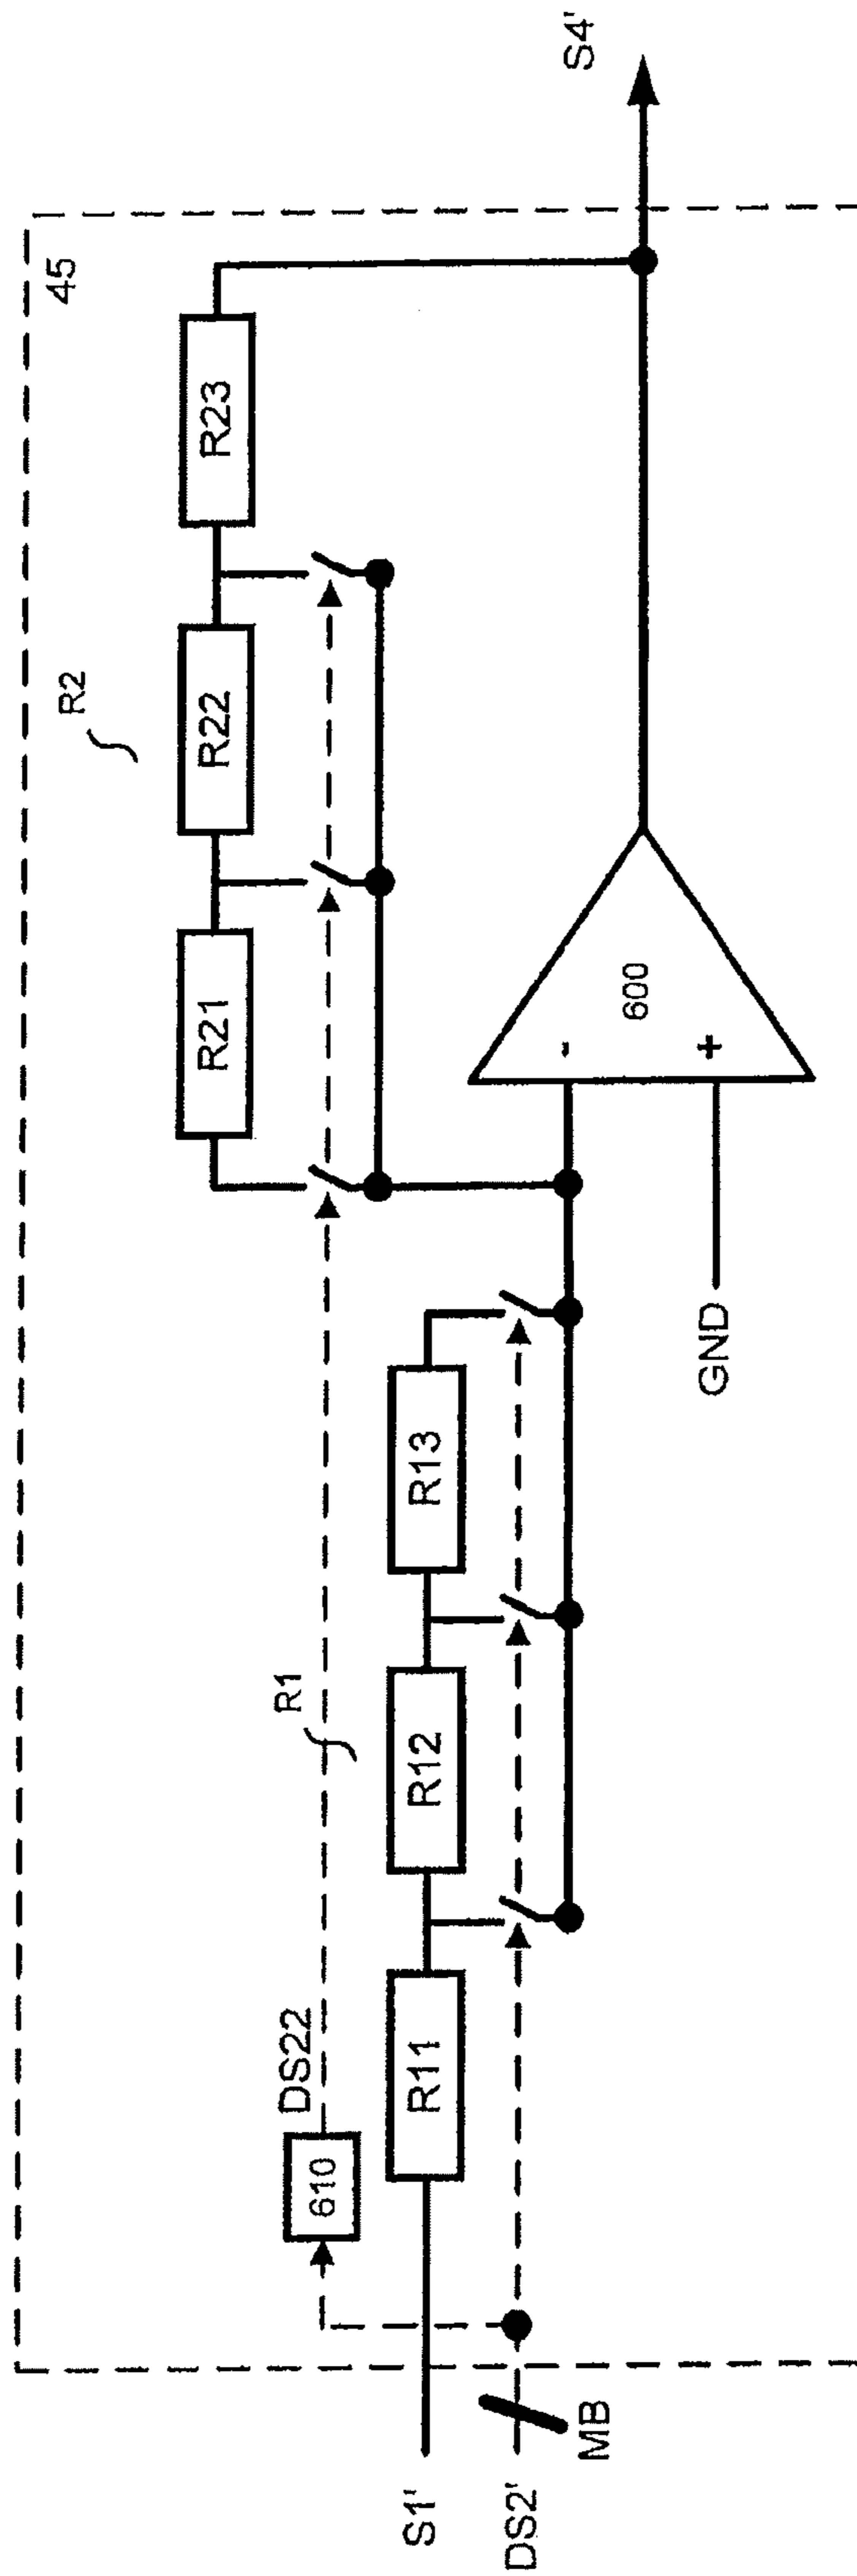 45
R2
R21
R22
R23
S4'
DS22
610
R1
R11
R12
R13
-
600
+
S1'
DS2'
MB
GND